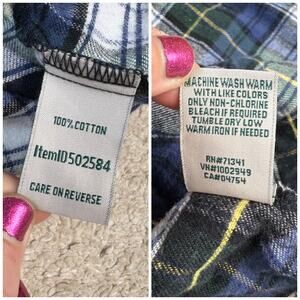 100% COTTON
ItemID502584
CARE ON REVERSE
MACHINE WASH WARM
WITH LIKE COLORS
ONLY NON-CHLORINE
BLEACH IF REQUIRED
TUMBLE DRY LOW
WARM IRON IF NEEDED
RN#71341
VN#1002949
CA#04754